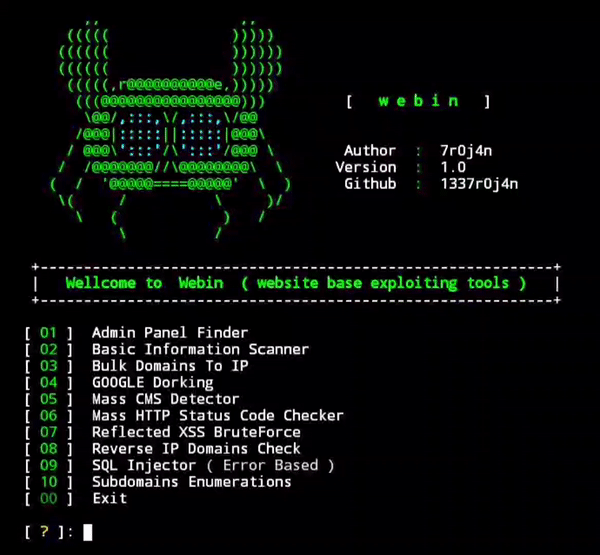 [ webin ]
Author : 7r0j4n
Version : 1.0
Github : 1337r0j4n
Wellcome to Webin ( website base exploiting tools )
[ 01 ] Admin Panel Finder
[ 02 ] Basic Information Scanner
[ 03 ] Bulk Domains To IP
[ 04 ] GOOGLE Dorking
[ 05 ] Mass CMS Detector
[ 06 ] Mass HTTP Status Code Checker
[ 07 ] Reflected XSS BruteForce
[ 08 ] Reverse IP Domains Check
[ 09 ] SQL Injector ( Error Based )
[ 10 ] Subdomains Enumerations
[ 00 ] Exit
[ ? ]: